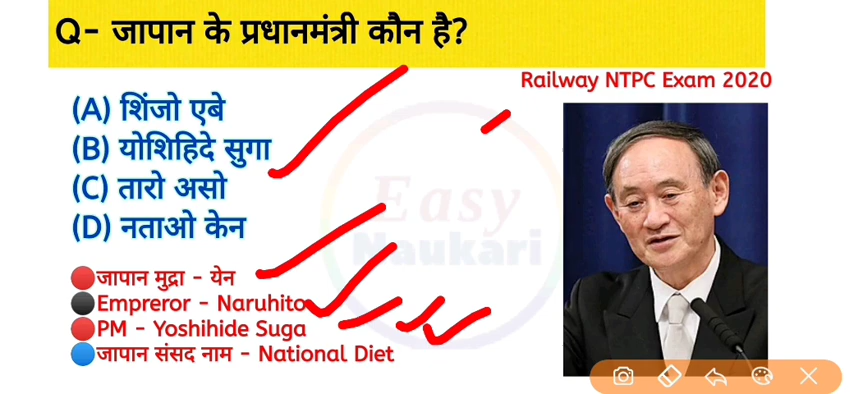 Q- जापान के प्रधानमंत्री कौन है?
Railway NTPC Exam 2020
(A) शिंजो एबे
(B) योशिहिदे सुगा
(C) तारो असो
(D) नताओ केन
Easy
Naukari
जापान मुद्रा - येन
Empreror - Naruhito
PM - Yoshihide Suga
जापान संसद नाम - National Diet